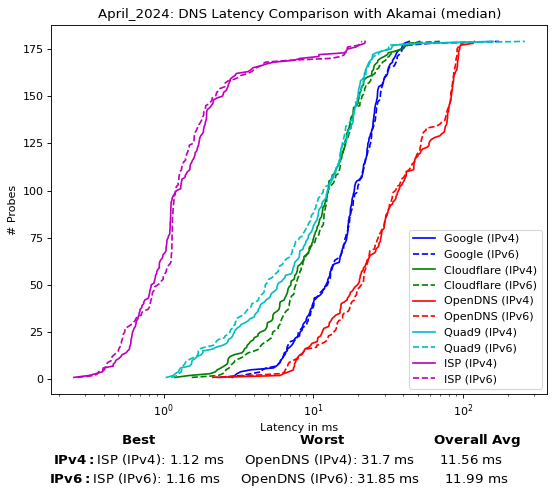 April_2024: DNS Latency Comparison with Akamai (median)
175
150
125
100
75
50
25
0
# Probes
10^0
10^1
10^2
Latency in ms
Google (IPv4)
Google (IPv6)
Cloudflare (IPv4)
Cloudflare (IPv6)
OpenDNS (IPv4)
OpenDNS (IPv6)
Quad9 (IPv4)
Quad9 (IPv6)
ISP (IPv4)
ISP (IPv6)
Best Worst Overall Avg
IPv4: ISP (IPv4): 1.12 ms OpenDNS (IPv4): 31.7 ms 11.56 ms
IPv6: ISP (IPv6): 1.16 ms OpenDNS (IPv6): 31.85 ms 11.99 ms